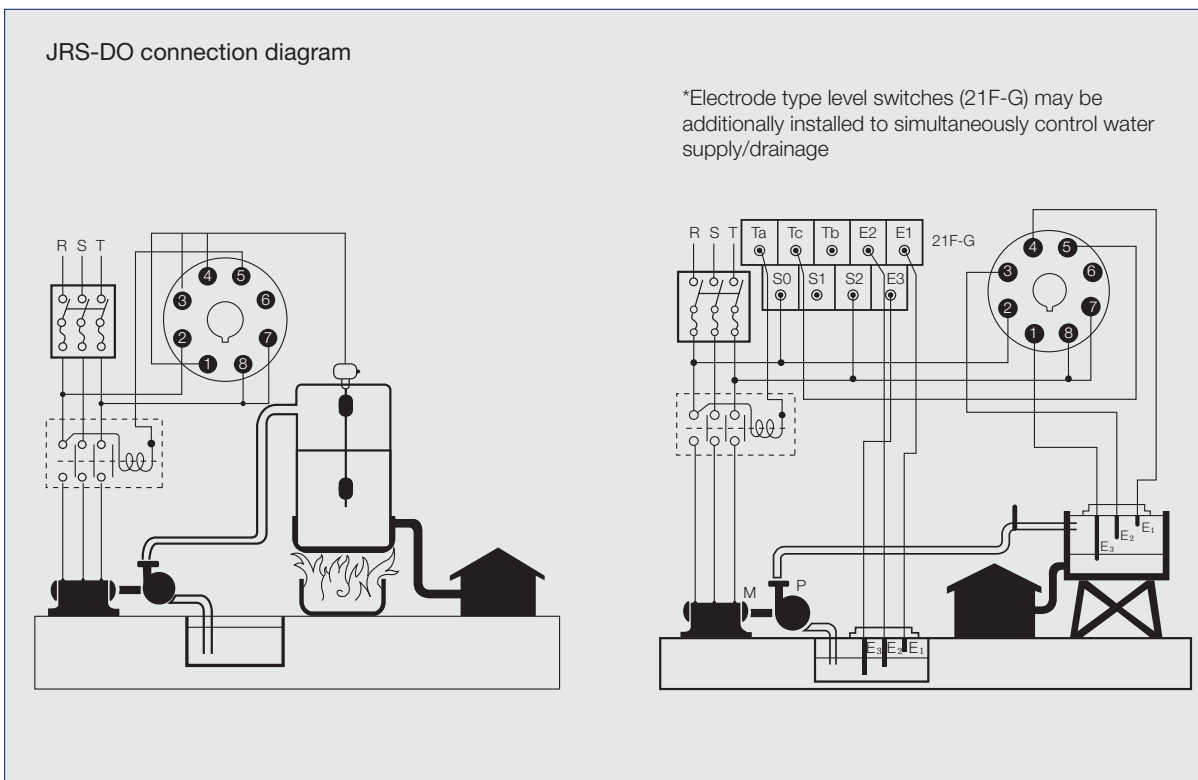 JRS-DO connection diagram
*Electrode type level switches (21F-G) may be
additionally installed to simultaneously control water
supply/drainage
R S T
4 5
3 6
2 7
1 8
R S T Ta Tc Tb E2 E1 21F-G
S0 S1 S2 E3
4 5
3 6
2 7
1 8
E1
E2
E3
M P
E3 E2 E1